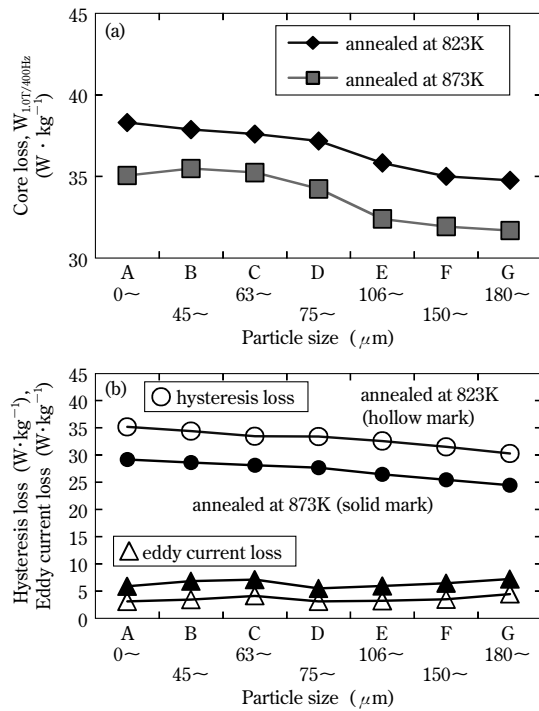 (a)
annealed at 823K
annealed at 873K
Core loss, W1.0T/400Hz
(W・kg−1)
45
40
35
30
A B C D E F G
0〜 63〜 106〜 180〜
45〜 75〜 150〜
Particle size (μm)
(b)
hysteresis loss
annealed at 823K
(hollow mark)
annealed at 873K (solid mark)
eddy current loss
Hysteresis loss (W·kg−1),
Eddy current loss (W·kg−1)
45
40
35
30
25
20
15
10
5
0
A B C D E F G
0〜 63〜 106〜 180〜
45〜 75〜 150〜
Particle size (μm)